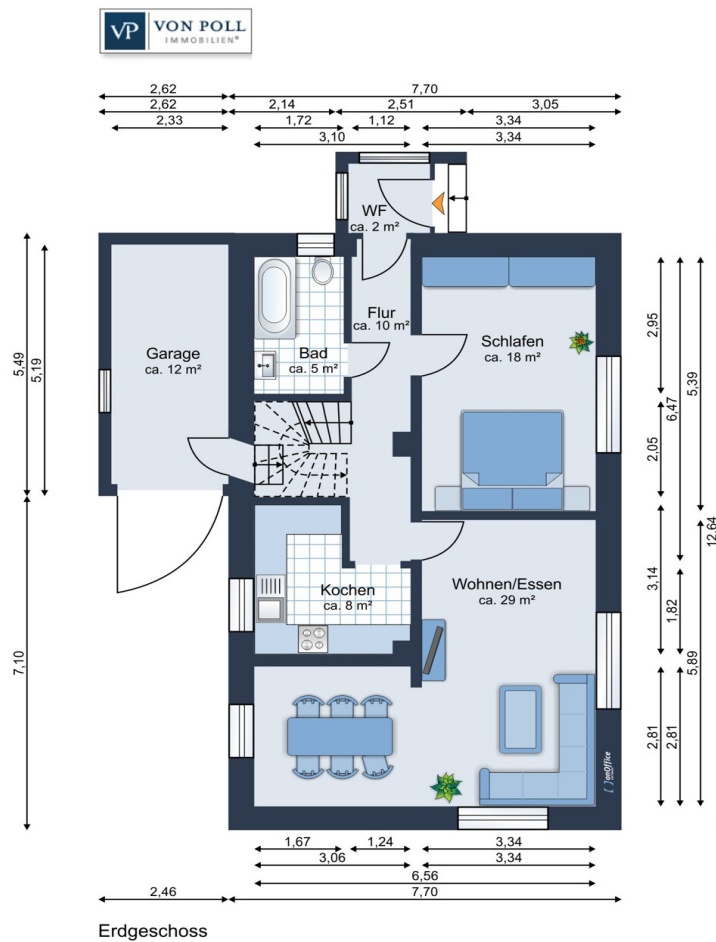 VP VON POLL
IMMOBILIEN®
2,62 7,70
2,62 2,14 2,51 3,05
2,33 1,72 1,12 3,34
3,10 3,34
WF
ca. 2 m²
Flur
ca. 10 m²
Garage
ca. 12 m²
Bad
ca. 5 m²
Schlafen
ca. 18 m²
Kochen
ca. 8 m²
Wohnen/Essen
ca. 29 m²
5,49
5,19
7,10
2,95
2,05
3,14
2,81
6,47
1,82
2,81
5,39
5,89
12,64
onOffice
1,67 1,24 3,34
3,06 3,34
6,56
2,46 7,70
Erdgeschoss